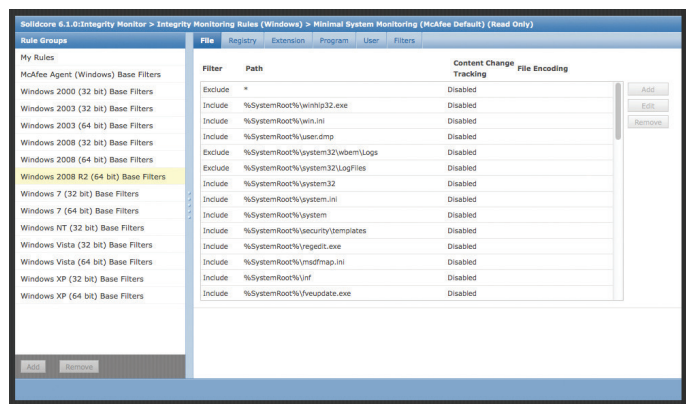 Solidcore 6.1.0:Integrity Monitor > Integrity Monitoring Rules (Windows) > Minimal System Monitoring (McAfee Default) (Read Only)
Rule Groups
My Rules
McAfee Agent (Windows) Base Filters
Windows 2000 (32 bit) Base Filters
Windows 2003 (32 bit) Base Filters
Windows 2003 (64 bit) Base Filters
Windows 2008 (32 bit) Base Filters
Windows 2008 (64 bit) Base Filters
Windows 2008 R2 (64 bit) Base Filters
Windows 7 (32 bit) Base Filters
Windows 7 (64 bit) Base Filters
Windows NT (32 bit) Base Filters
Windows Vista (32 bit) Base Filters
Windows Vista (64 bit) Base Filters
Windows XP (32 bit) Base Filters
Windows XP (64 bit) Base Filters
Add Remove
File Registry Extension Program User Filters
Filter Path Content Change Tracking File Encoding
Exclude * Disabled
Include %SystemRoot%\winhlp32.exe Disabled
Include %SystemRoot%\win.ini Disabled
Include %SystemRoot%\user.dmp Disabled
Exclude %SystemRoot%\system32\wbem\Logs Disabled
Exclude %SystemRoot%\system32\LogFiles Disabled
Include %SystemRoot%\system32 Disabled
Include %SystemRoot%\system.ini Disabled
Include %SystemRoot%\system Disabled
Include %SystemRoot%\security\templates Disabled
Include %SystemRoot%\regedit.exe Disabled
Include %SystemRoot%\msdfmap.ini Disabled
Include %SystemRoot%\inf Disabled
Include %SystemRoot%\fveupdate.exe Disabled
Add
Edit
Remove